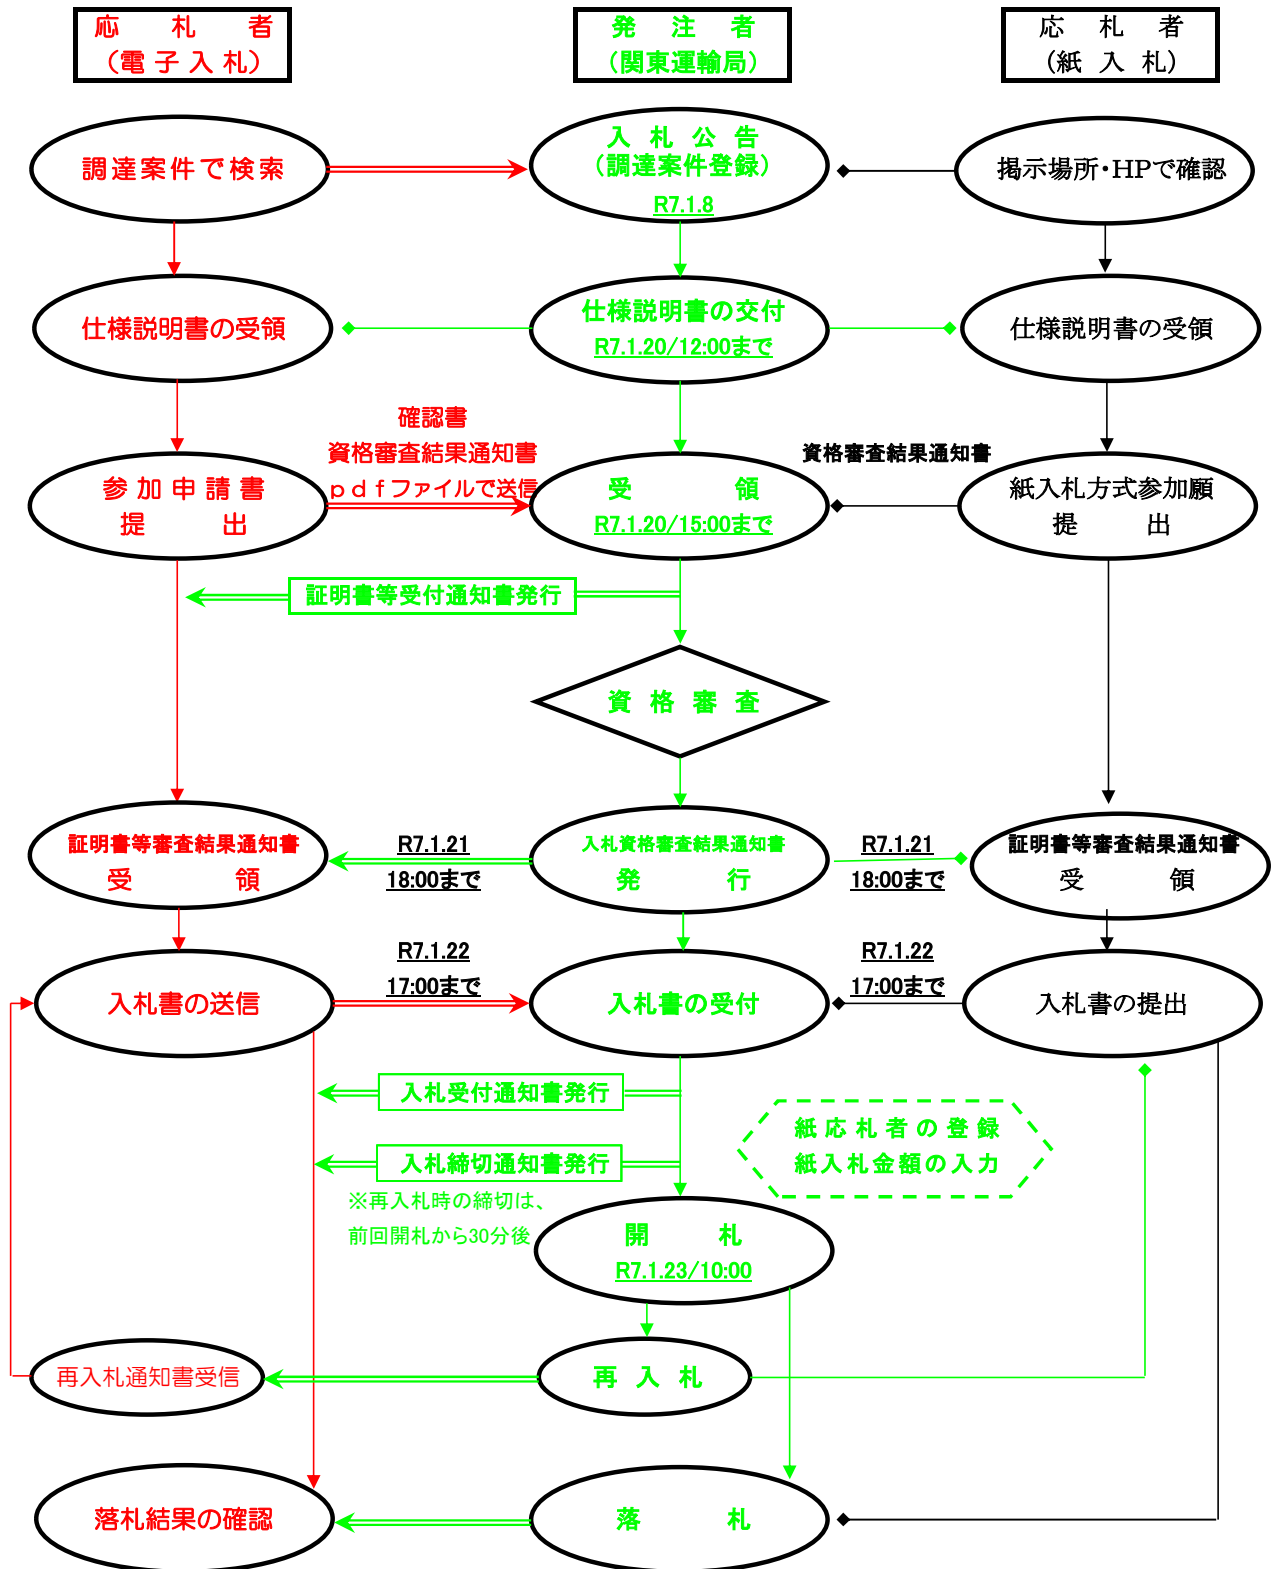 応札者
（電子入札）
発注者
（関東運輸局）
応札者
（紙入札）
調達案件で検索
入札公告
（調達案件登録）
R7.1.8
掲示場所・HPで確認
仕様説明書の受領
仕様説明書の交付
R7.1.20/12:00まで
仕様説明書の受領
確認書
資格審査結果通知書
ｐｄｆファイルで送信
資格審査結果通知書
参加申請書
提出
受領
R7.1.20/15:00まで
紙入札方式参加願
提出
証明書等受付通知書発行
資格審査
証明書等審査結果通知書
受領
R7.1.21
18:00まで
入札資格審査結果通知書
発行
R7.1.21
18:00まで
証明書等審査結果通知書
受領
入札書の送信
R7.1.22
17:00まで
入札書の受付
R7.1.22
17:00まで
入札書の提出
入札受付通知書発行
紙応札者の登録
紙入札金額の入力
入札締切通知書発行
※再入札時の締切は、
前回開札から30分後
開札
R7.1.23/10:00
再入札通知書受信
再入札
落札結果の確認
落札